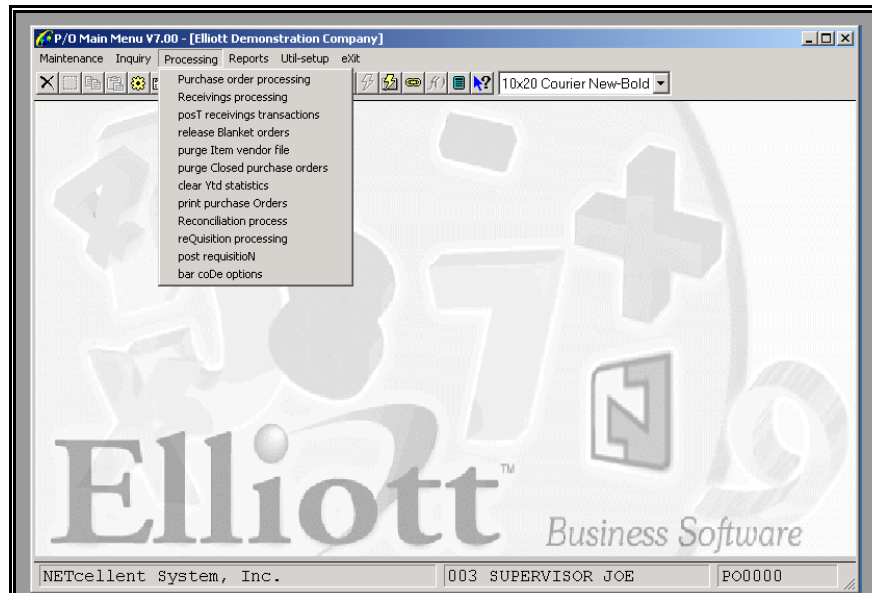 P/O Main Menu V7.00 - [Elliott Demonstration Company]
Maintenance Inquiry Processing Reports Util-setup eXit
10x20 Courier New-Bold
Purchase order processing
Receivings processing
posT receivings transactions
release Blanket orders
purge Item vendor file
purge Closed purchase orders
clear Ytd statistics
print purchase Orders
Reconciliation process
reQuisition processing
post requisitioN
bar coDe options
Elliott™
Business Software
NETcellent System, Inc. 003 SUPERVISOR JOE PO0000